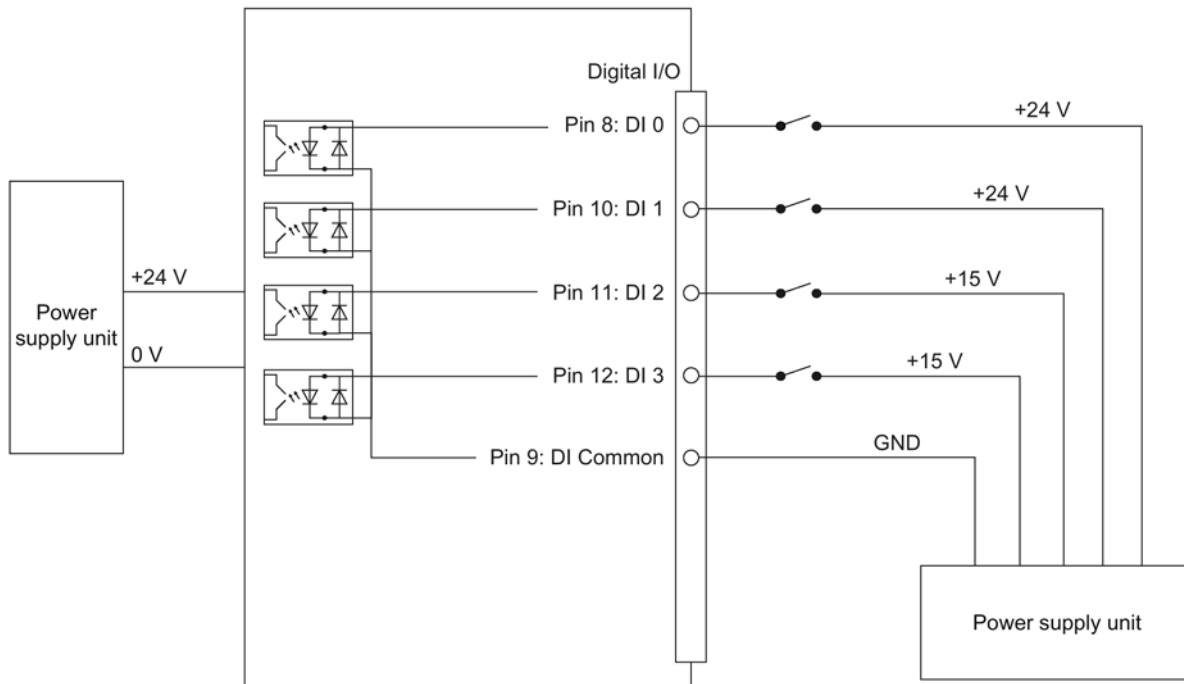 Digital I/O
Pin 8: DI 0
+24 V
Pin 10: DI 1
+24 V
+24 V
Pin 11: DI 2
+15 V
Power
supply unit
0 V
Pin 12: DI 3
+15 V
Pin 9: DI Common
GND
Power supply unit